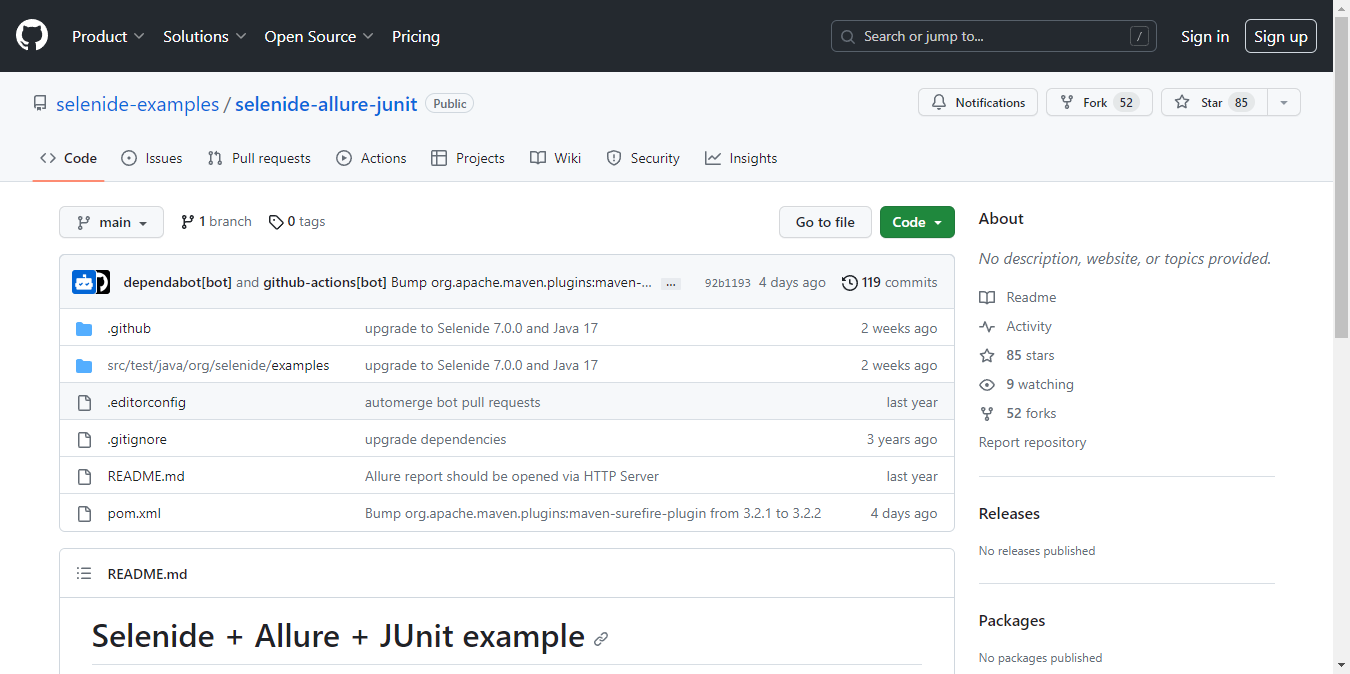 Product Solutions Open Source Pricing Search or jump to... / Sign in Sign up
selenide-examples / selenide-allure-junit Public Notifications Fork 52 Star 85
Code Issues Pull requests Actions Projects Wiki Security Insights
main 1 branch 0 tags Go to file Code
dependabot[bot] and github-actions[bot] Bump org.apache.maven.plugins:maven-... ... 92b1193 4 days ago 119 commits
.github upgrade to Selenide 7.0.0 and Java 17 2 weeks ago
src/test/java/org/selenide/examples upgrade to Selenide 7.0.0 and Java 17 2 weeks ago
.editorconfig automerge bot pull requests last year
.gitignore upgrade dependencies 3 years ago
README.md Allure report should be opened via HTTP Server last year
pom.xml Bump org.apache.maven.plugins:maven-surefire-plugin from 3.2.1 to 3.2.2 4 days ago
README.md
Selenide + Allure + JUnit example
About
No description, website, or topics provided.
Readme
Activity
85 stars
9 watching
52 forks
Report repository
Releases
No releases published
Packages
No packages published